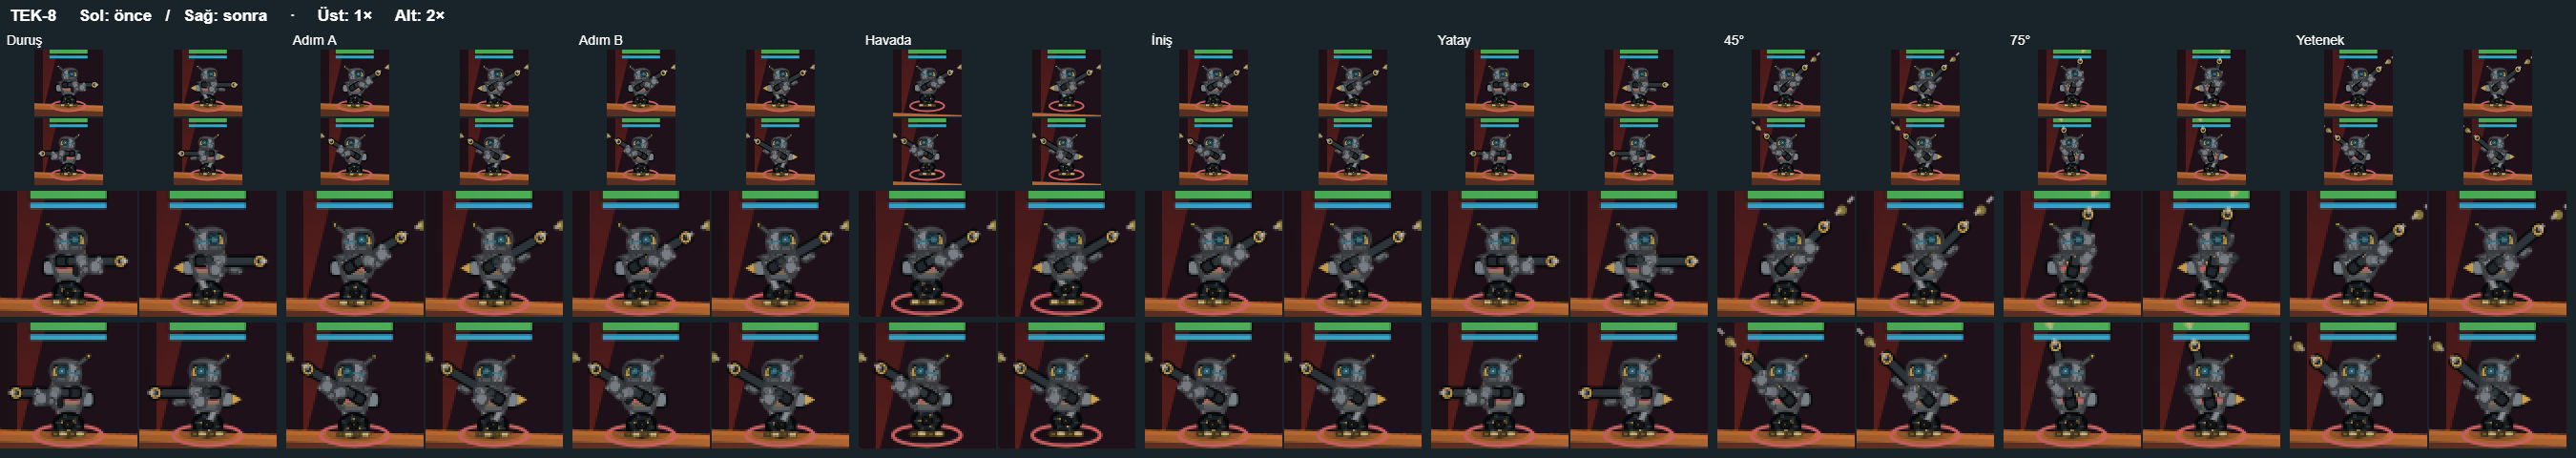 TEK-8 Sol: önce / Sağ: sonra · Üst: 1× Alt: 2×
Duruş Adım A Adım B Havada İniş Yatay 45° 75° Yetenek